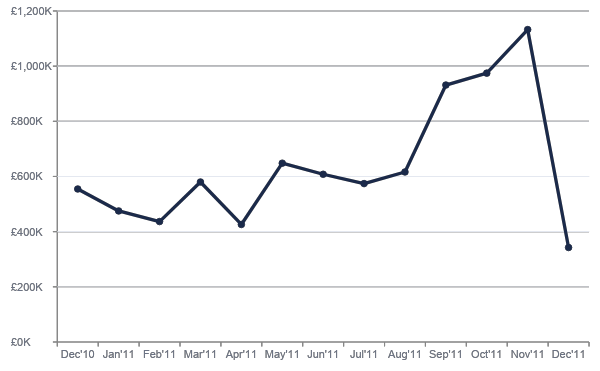 £1,200K
£1,000K
£800K
£600K
£400K
£200K
£0K
Dec'10 Jan'11 Feb'11 Mar'11 Apr'11 May'11 Jun'11 Jul'11 Aug'11 Sep'11 Oct'11 Nov'11 Dec'11